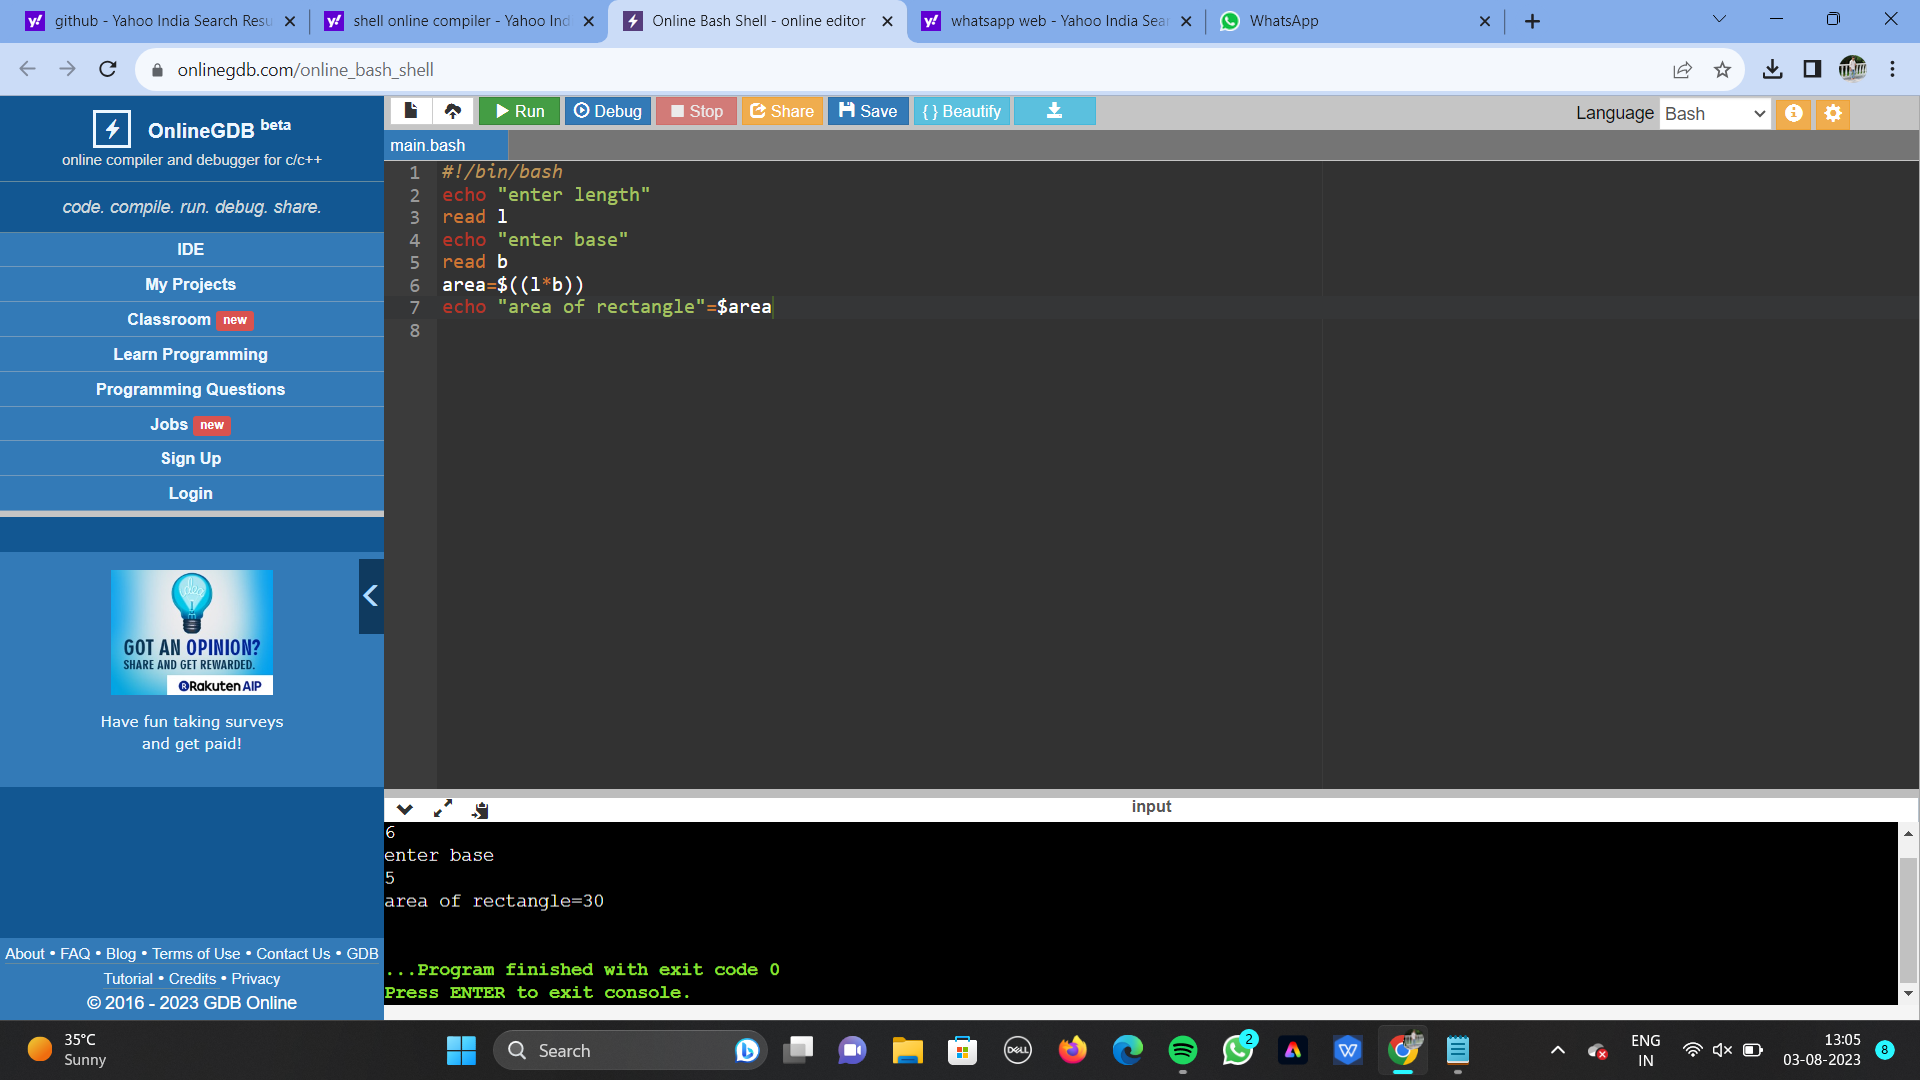 github - Yahoo India Search Resu
shell online compiler - Yahoo Ind
Online Bash Shell - online editor
whatsapp web - Yahoo India Sear
WhatsApp
onlinegdb.com/online_bash_shell
OnlineGDB beta
online compiler and debugger for c/c++
code. compile. run. debug. share.
IDE
My Projects
Classroom new
Learn Programming
Programming Questions
Jobs new
Sign Up
Login
GOT AN OPINION?
SHARE AND GET REWARDED.
Rakuten AIP
Have fun taking surveys
and get paid!
About • FAQ • Blog • Terms of Use • Contact Us • GDB
Tutorial • Credits • Privacy
© 2016 - 2023 GDB Online
Run Debug Stop Share Save { } Beautify
Language Bash
main.bash
1 #!/bin/bash
2 echo "enter length"
3 read l
4 echo "enter base"
5 read b
6 area=$((l*b))
7 echo "area of rectangle"=$area
8
input
6
enter base
5
area of rectangle=30
...Program finished with exit code 0
Press ENTER to exit console.
35°C
Sunny
Search
DELL
2
ENG
IN
13:05
03-08-2023
8